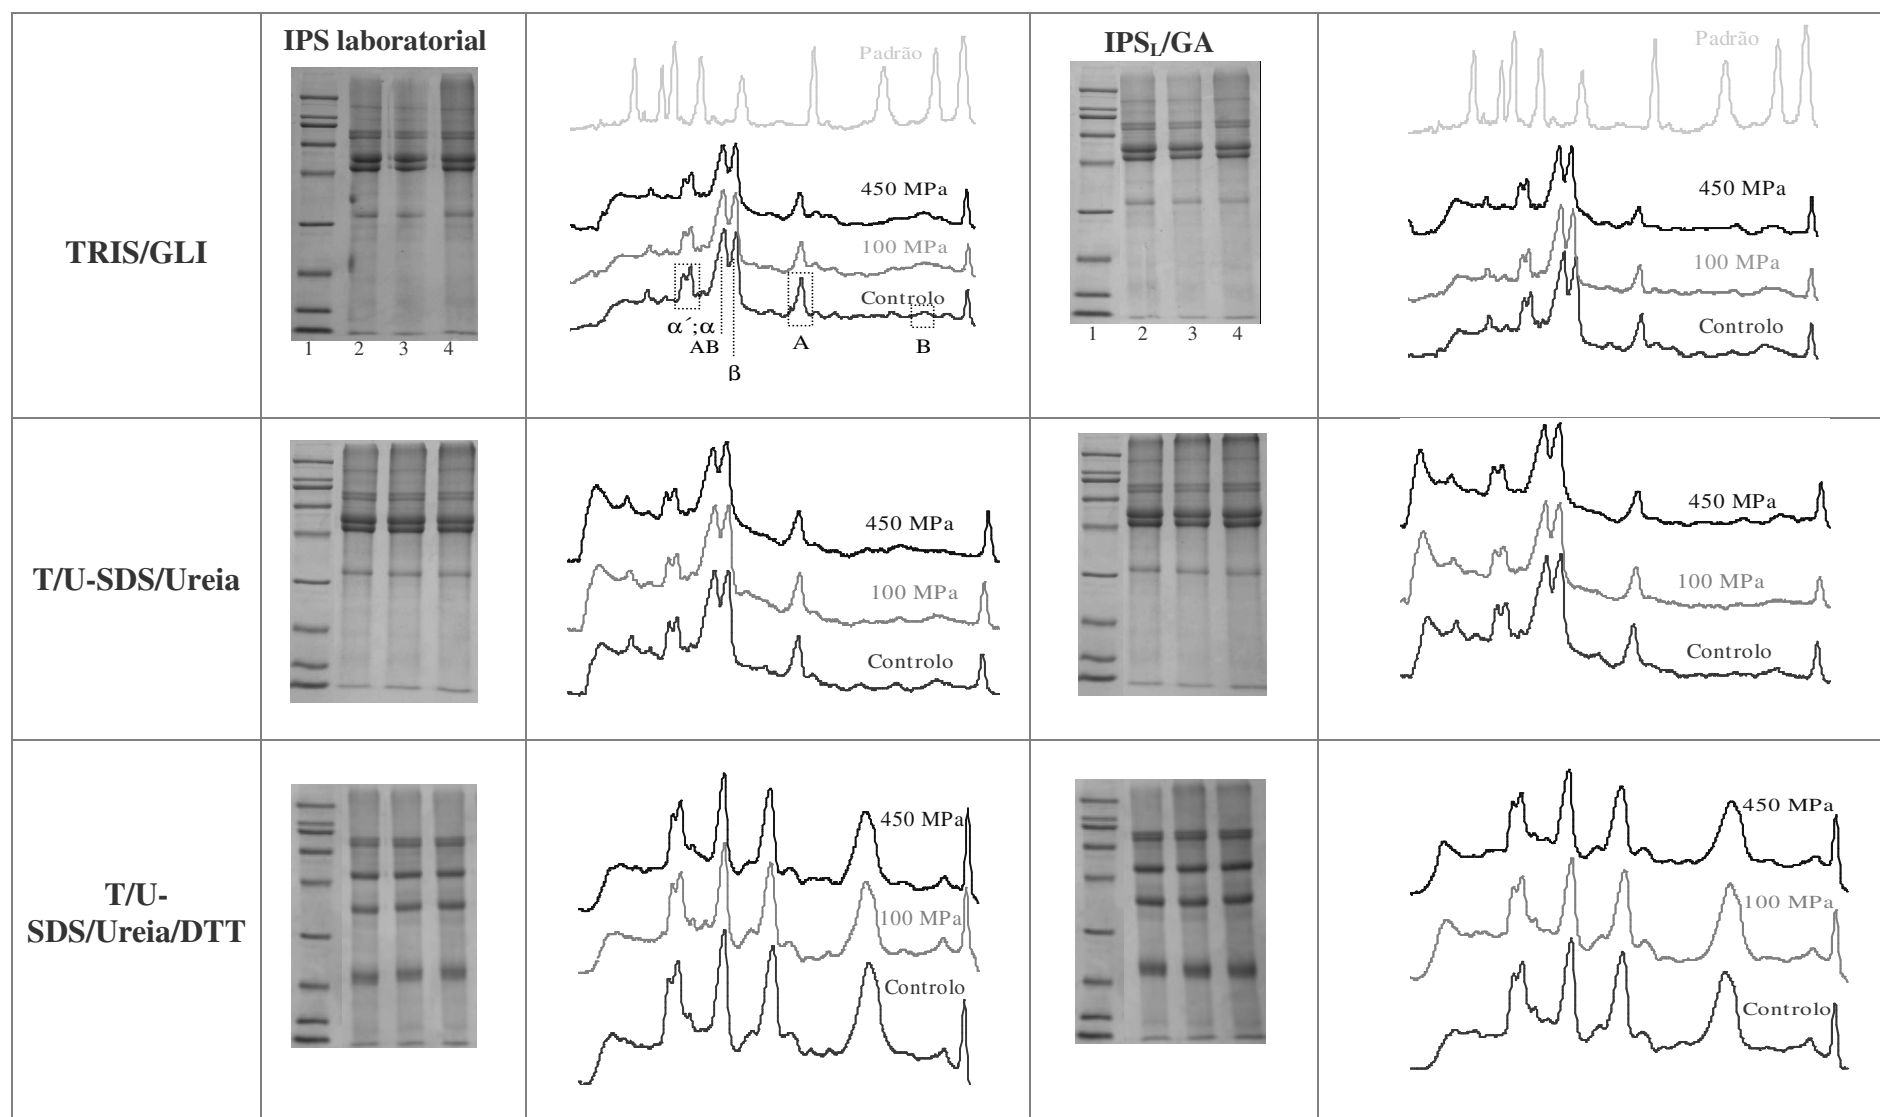 IPS laboratorial
IPSL/GA
TRIS/GLI
Padrão
450 MPa
100 MPa
Controlo
α´;α
AB
β
A
B
1 2 3 4
1 2 3 4
Padrão
450 MPa
100 MPa
Controlo
T/U-SDS/Ureia
450 MPa
100 MPa
Controlo
450 MPa
100 MPa
Controlo
T/U-
SDS/Ureia/DTT
450 MPa
100 MPa
Controlo
450 MPa
100 MPa
Controlo